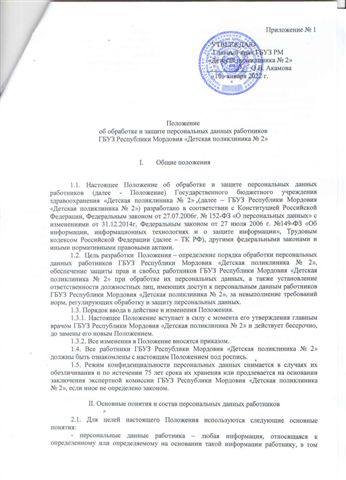 Приложение № 1
УТВЕРЖДАЮ
Главный врач ГБУЗ РМ
«Детская поликлиника № 2»
О.Н. Акамова
«10» января 2022 г.
Положение
об обработке и защите персональных данных работников
ГБУЗ Республики Мордовия «Детская поликлиника № 2»
I. Общие положения
1.1. Настоящее Положение об обработке и защите персональных данных
работников (далее - Положение) Государственного бюджетного учреждения
здравоохранения «Детская поликлиника № 2» (далее – ГБУЗ Республики Мордовия
«Детская поликлиника № 2») разработано в соответствии с Конституцией Российской
Федерации, Федеральным законом от 27.07.2006г. № 152-ФЗ «О персональных данных» с
изменениями от 31.12.2014г, Федеральным законом от 27 июля 2006 г. №149-ФЗ «Об
информации, информационных технологиях и о защите информации», Трудовым
кодексом Российской Федерации (далее – ТК РФ), другими федеральными законами и
иными нормативными правовыми актами.
1.2. Цель разработки Положения – определение порядка обработки персональных
данных работников ГБУЗ Республики Мордовия «Детская поликлиника № 2»,
обеспечение защиты прав и свобод работников ГБУЗ Республики Мордовия «Детская
поликлиника № 2» при обработке их персональных данных, а также установление
ответственности должностных лиц, имеющих доступ к персональным данным работников
ГБУЗ Республики Мордовия «Детская поликлиника № 2», за невыполнение требований
норм, регулирующих обработку и защиту персональных данных.
1.3. Порядок ввода в действие и изменения Положения.
1.3.1. Настоящее Положение вступает в силу с момента его утверждения главным
врачом ГБУЗ Республики Мордовия «Детская поликлиника № 2» и действует бессрочно,
до замены его новым Положением.
1.3.2. Все изменения в Положение вносятся приказом.
1.4. Все работники ГБУЗ Республики Мордовия «Детская поликлиника № 2»
должны быть ознакомлены с настоящим Положением под роспись.
1.5. Режим конфиденциальности персональных данных снимается в случаях их
обезличивания и по истечении 75 лет срока их хранения или продлевается на основании
заключения экспертной комиссии ГБУЗ Республики Мордовия «Детская поликлиника
№ 2», если иное не определено законом.
II. Основные понятия и состав персональных данных работников
2.1. Для целей настоящего Положения используются следующие основные
понятия:
- персональные данные работника – любая информация, относящаяся к
определенному или определяемому на основании такой информации работнику, в том